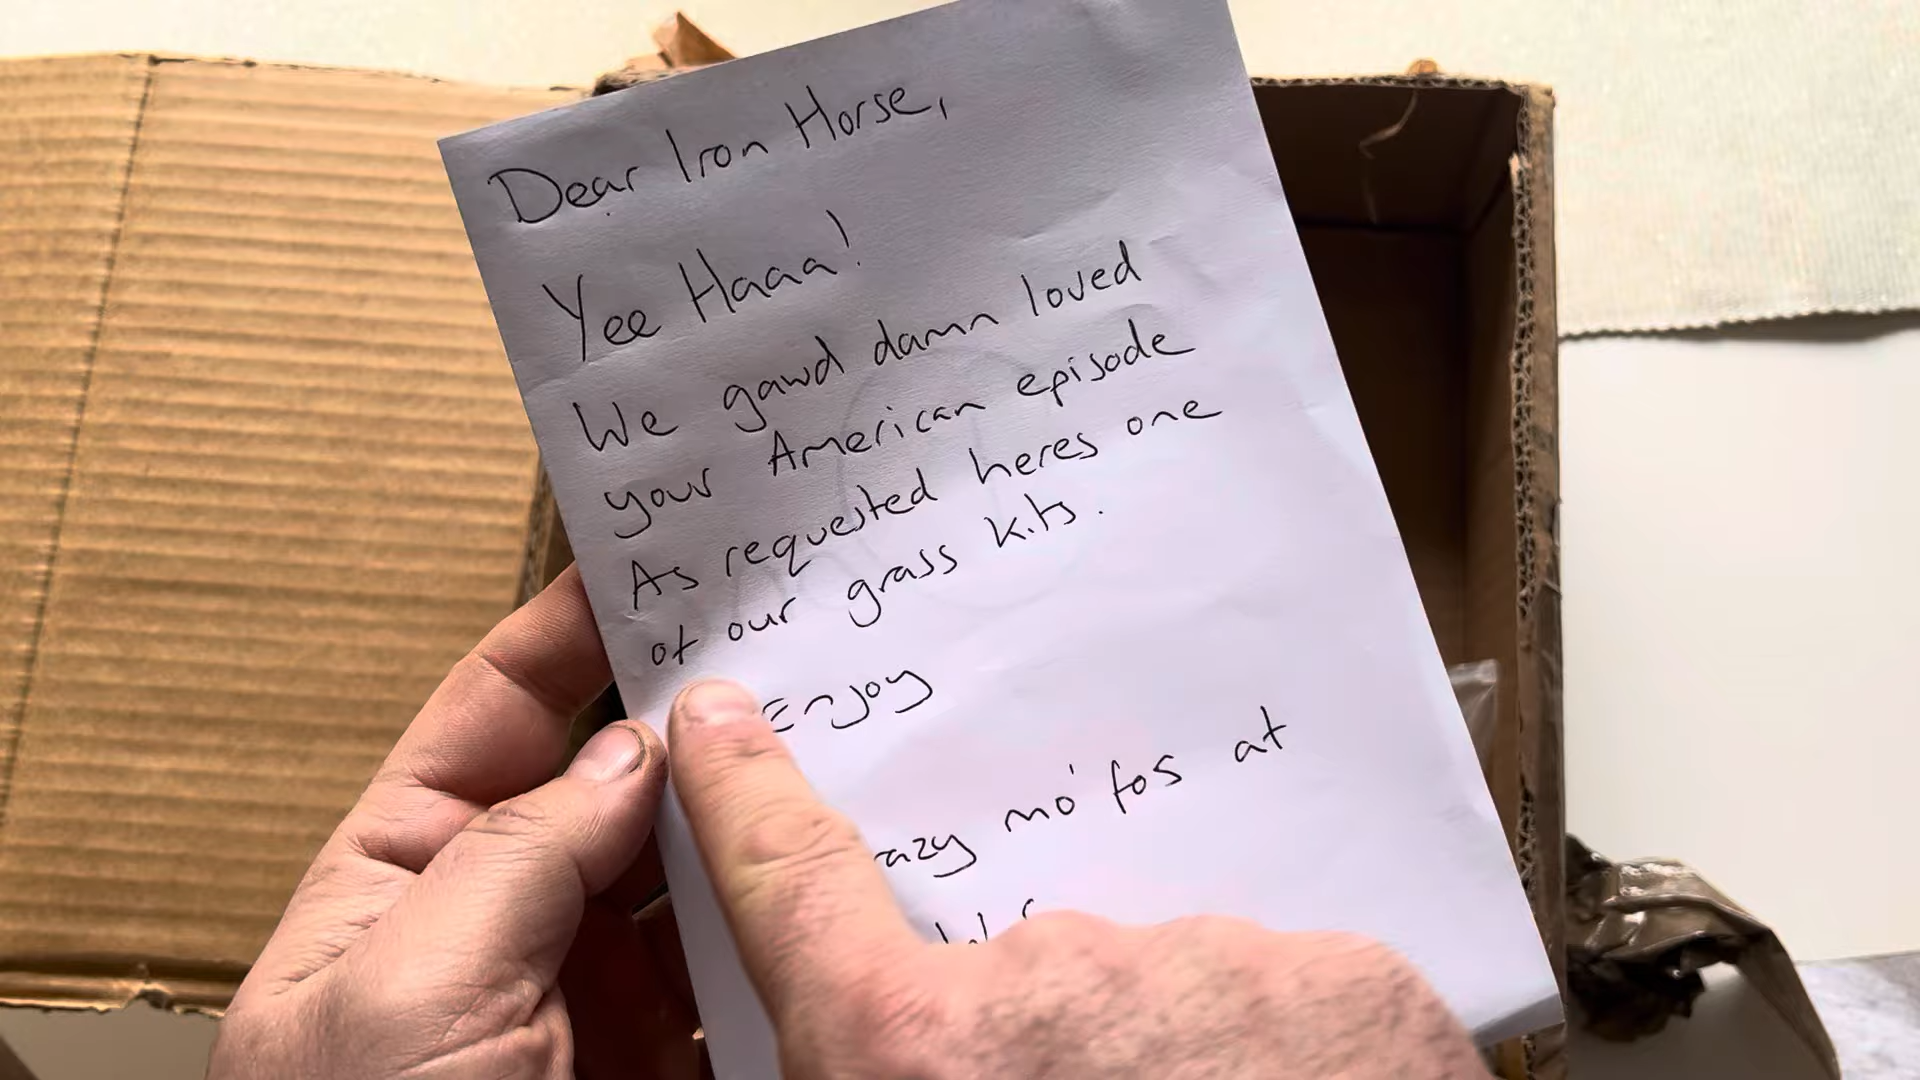 Dear Iron Horse,
Yee Haaa!
We gawd damn loved
your American episode
As requested heres one
of our grass kits.
Enjoy
mo'fos at